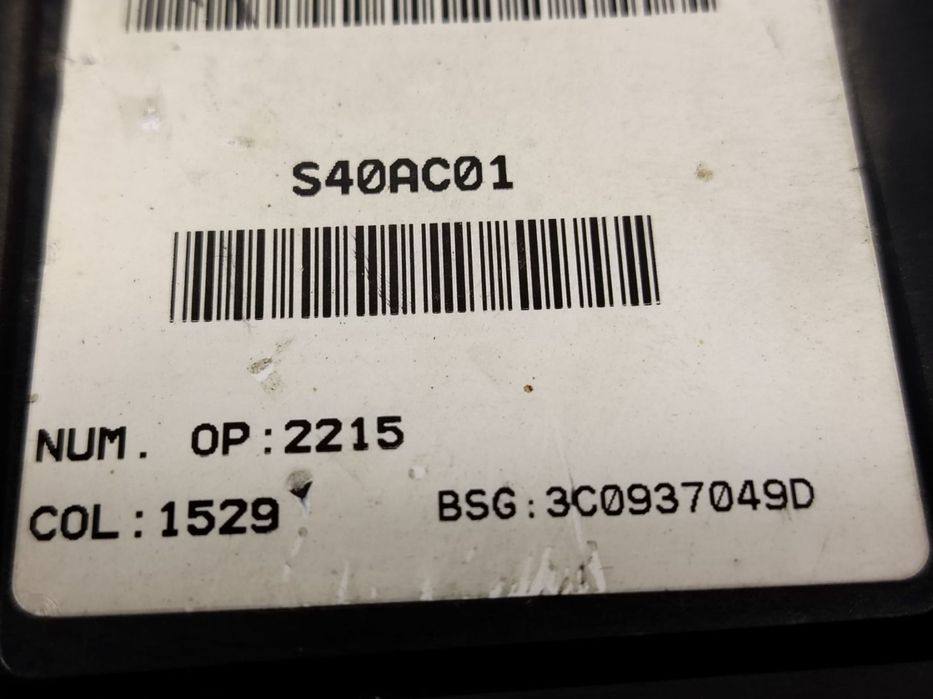 S40AC01
NUM. OP:2215
COL:1529
BSG:3C0937049D